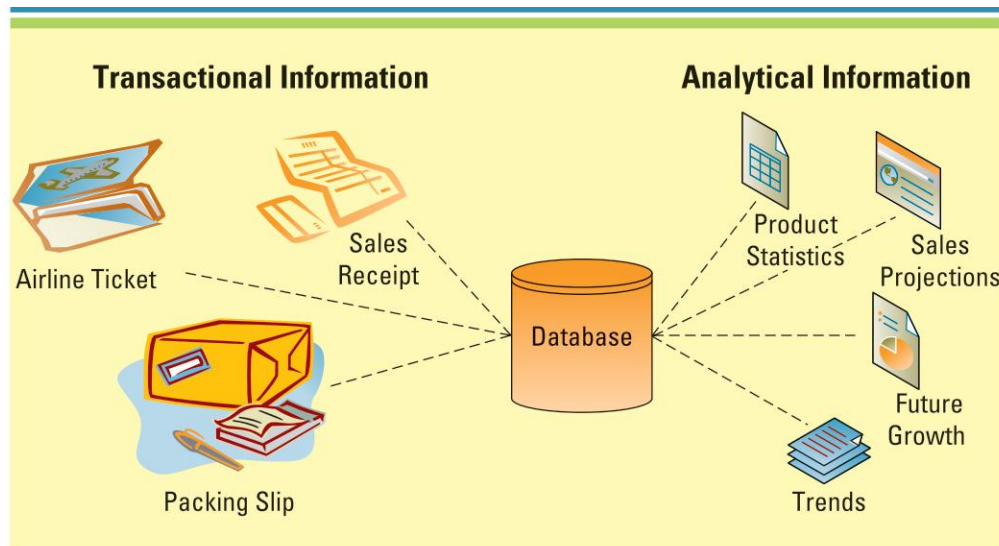 Transactional Information
Analytical Information
Airline Ticket
Sales
Receipt
Packing Slip
Database
Product
Statistics
Sales
Projections
Future
Growth
Trends